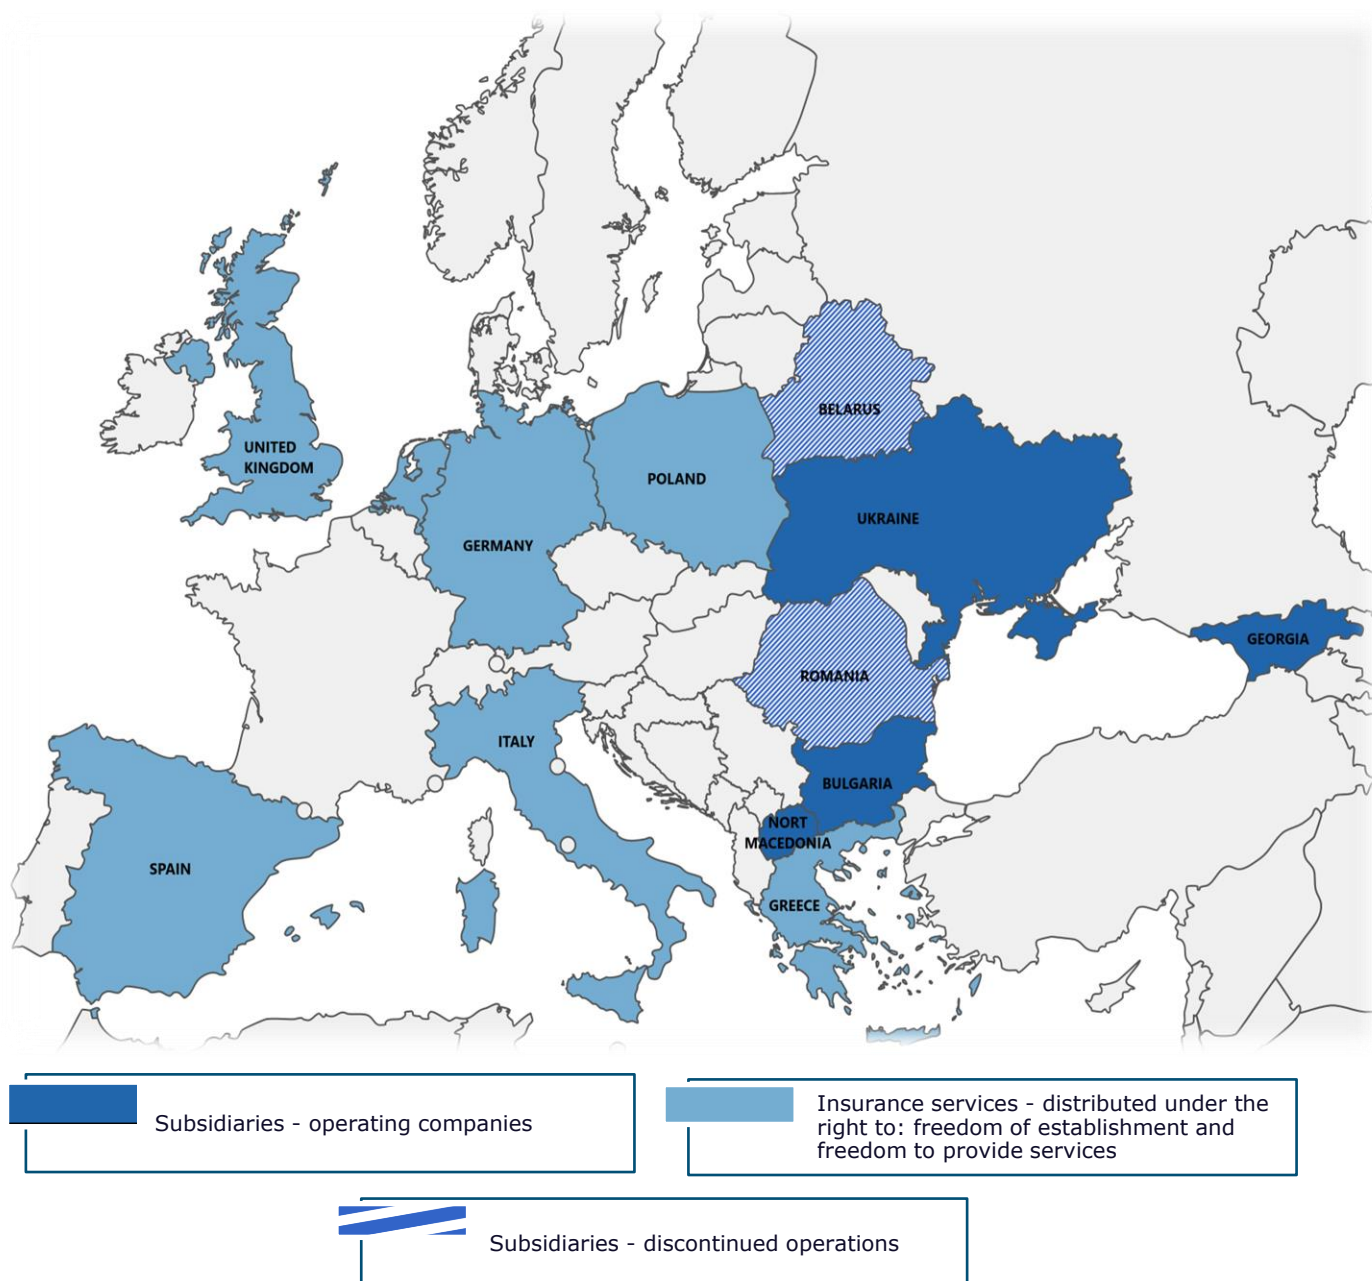 BELARUS
UNITED
KINGDOM
POLAND
UKRAINE
GERMANY
GEORGIA
ROMANIA
ITALY
BULGARIA
NORT
MACEDONIA
SPAIN
GREECE
Subsidiaries - operating companies
Insurance services - distributed under the
right to: freedom of establishment and
freedom to provide services
Subsidiaries - discontinued operations